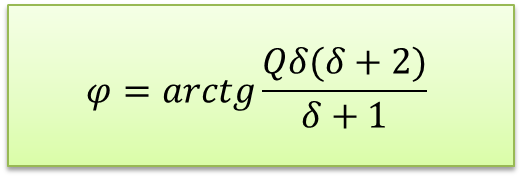 φ = arctg Qδ(δ + 2) / δ + 1